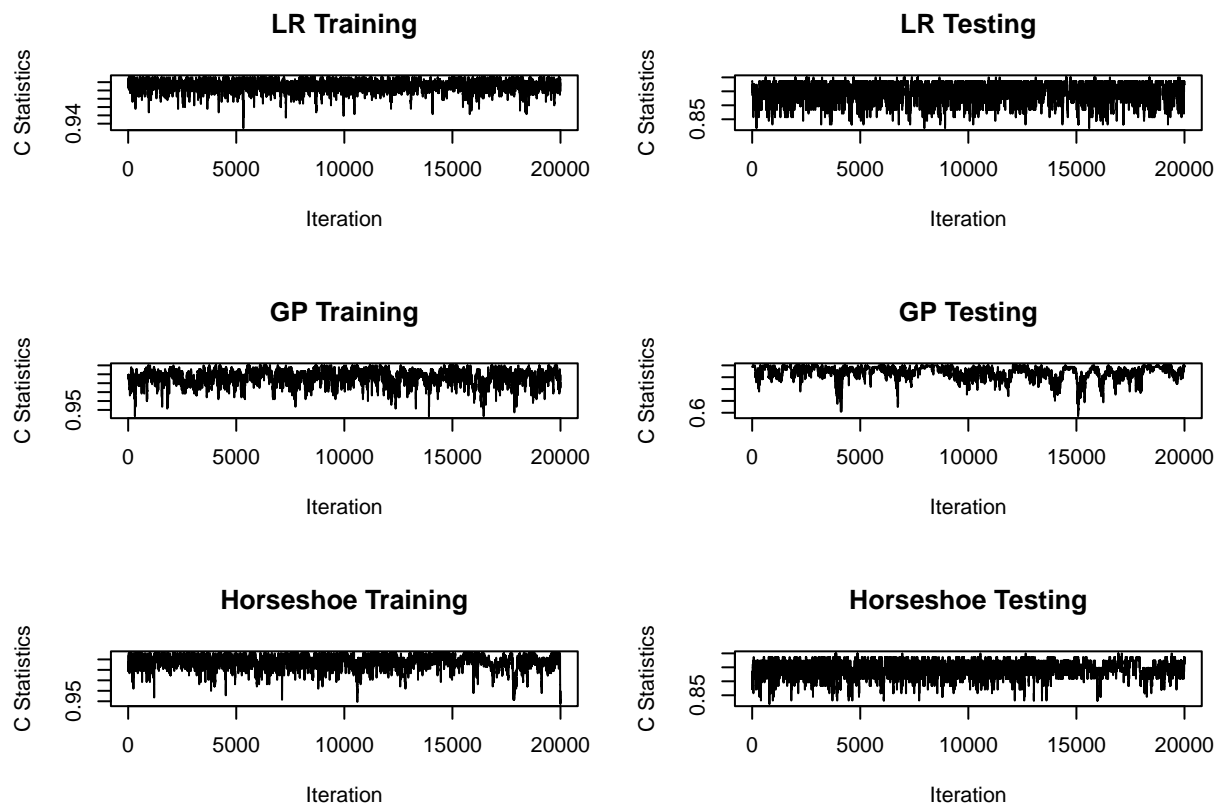 LR Training
C Statistics
0.94
0 5000 10000 15000 20000
Iteration
LR Testing
C Statistics
0.85
0 5000 10000 15000 20000
Iteration
GP Training
C Statistics
0.95
0 5000 10000 15000 20000
Iteration
GP Testing
C Statistics
0.6
0 5000 10000 15000 20000
Iteration
Horseshoe Training
C Statistics
0.95
0 5000 10000 15000 20000
Iteration
Horseshoe Testing
C Statistics
0.85
0 5000 10000 15000 20000
Iteration